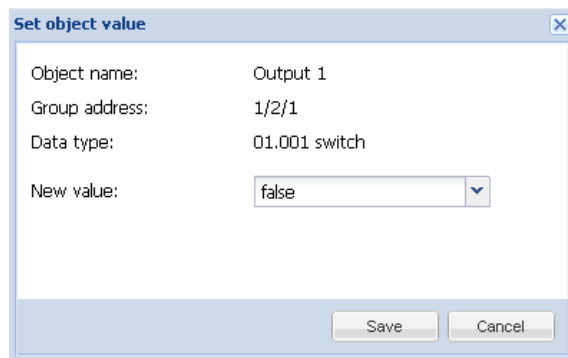 Set object value
Object name: Output 1
Group address: 1/2/1
Data type: 01.001 switch
New value: false
Save Cancel